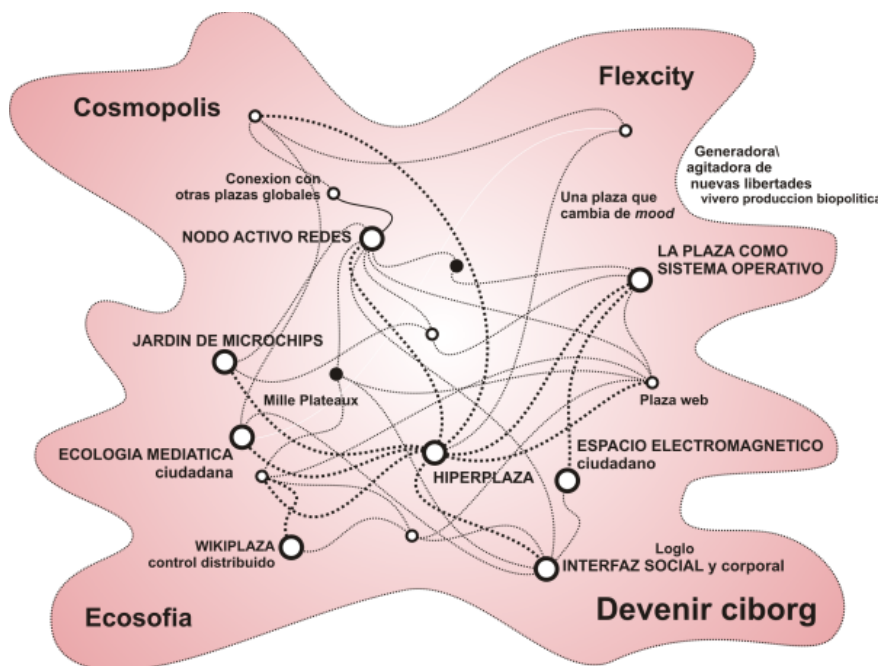 Cosmopolis
Flexcity
Generadora\
agitadora de
nuevas libertades
vivero produccion biopolitica
Conexion con
otras plazas globales
Una plaza que
cambia de mood
NODO ACTIVO REDES
LA PLAZA COMO
SISTEMA OPERATIVO
JARDIN DE MICROCHIPS
Mille Plateaux
Plaza web
ECOLOGIA MEDIATICA
ciudadana
HIPERPLAZA
ESPACIO ELECTROMAGNETICO
ciudadano
WIKIPLAZA
control distribuido
Loglo
INTERFAZ SOCIAL y corporal
Ecosofia
Devenir ciborg